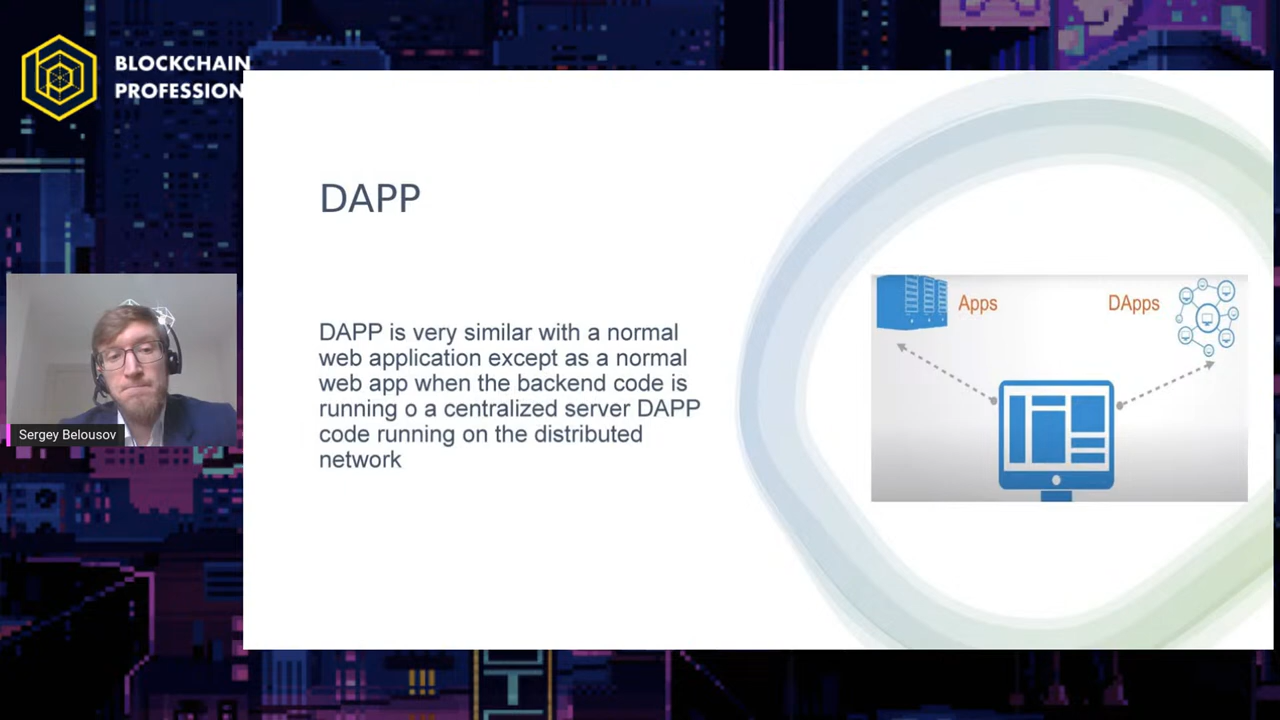 BLOCKCHAIN
PROFESSION
DAPP
DAPP is very similar with a normal
web application except as a normal
web app when the backend code is
running o a centralized server DAPP
code running on the distributed
network
Apps
DApps
Sergey Belousov